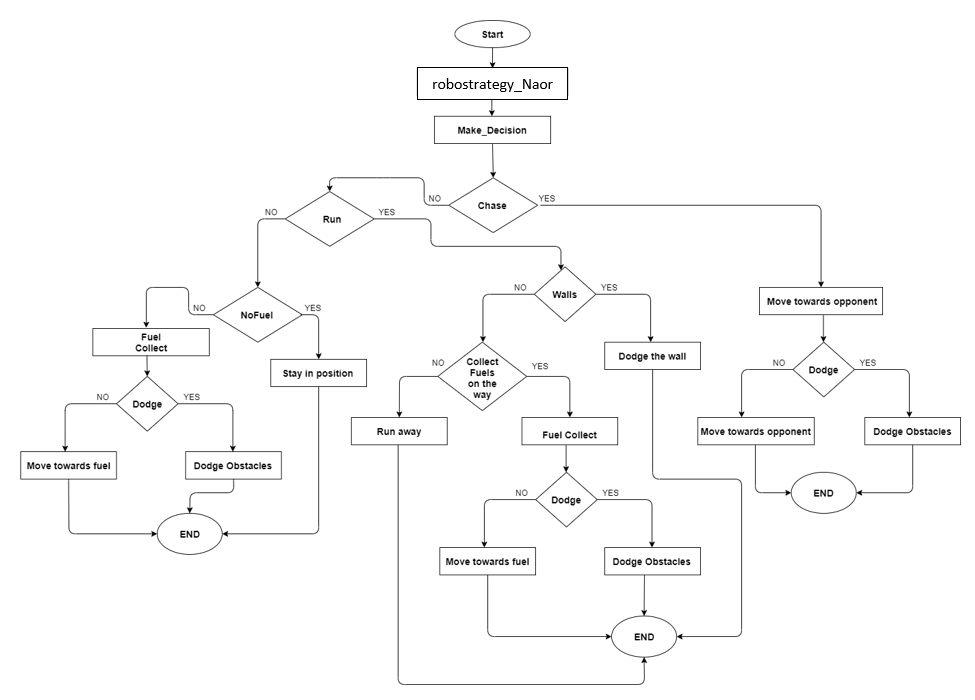 Start
robostrategy_Naor
Make_Decision
Chase
NO
YES
Run
NO
YES
Walls
NO
YES
Move towards opponent
NoFuel
NO
YES
Fuel
Collect
Stay in position
Collect
Fuels
on the
way
NO
YES
Dodge the wall
Dodge
NO
YES
Dodge
NO
YES
Run away
Fuel Collect
Move towards opponent
Dodge Obstacles
Move towards fuel
Dodge Obstacles
Dodge
NO
YES
END
END
Move towards fuel
Dodge Obstacles
END